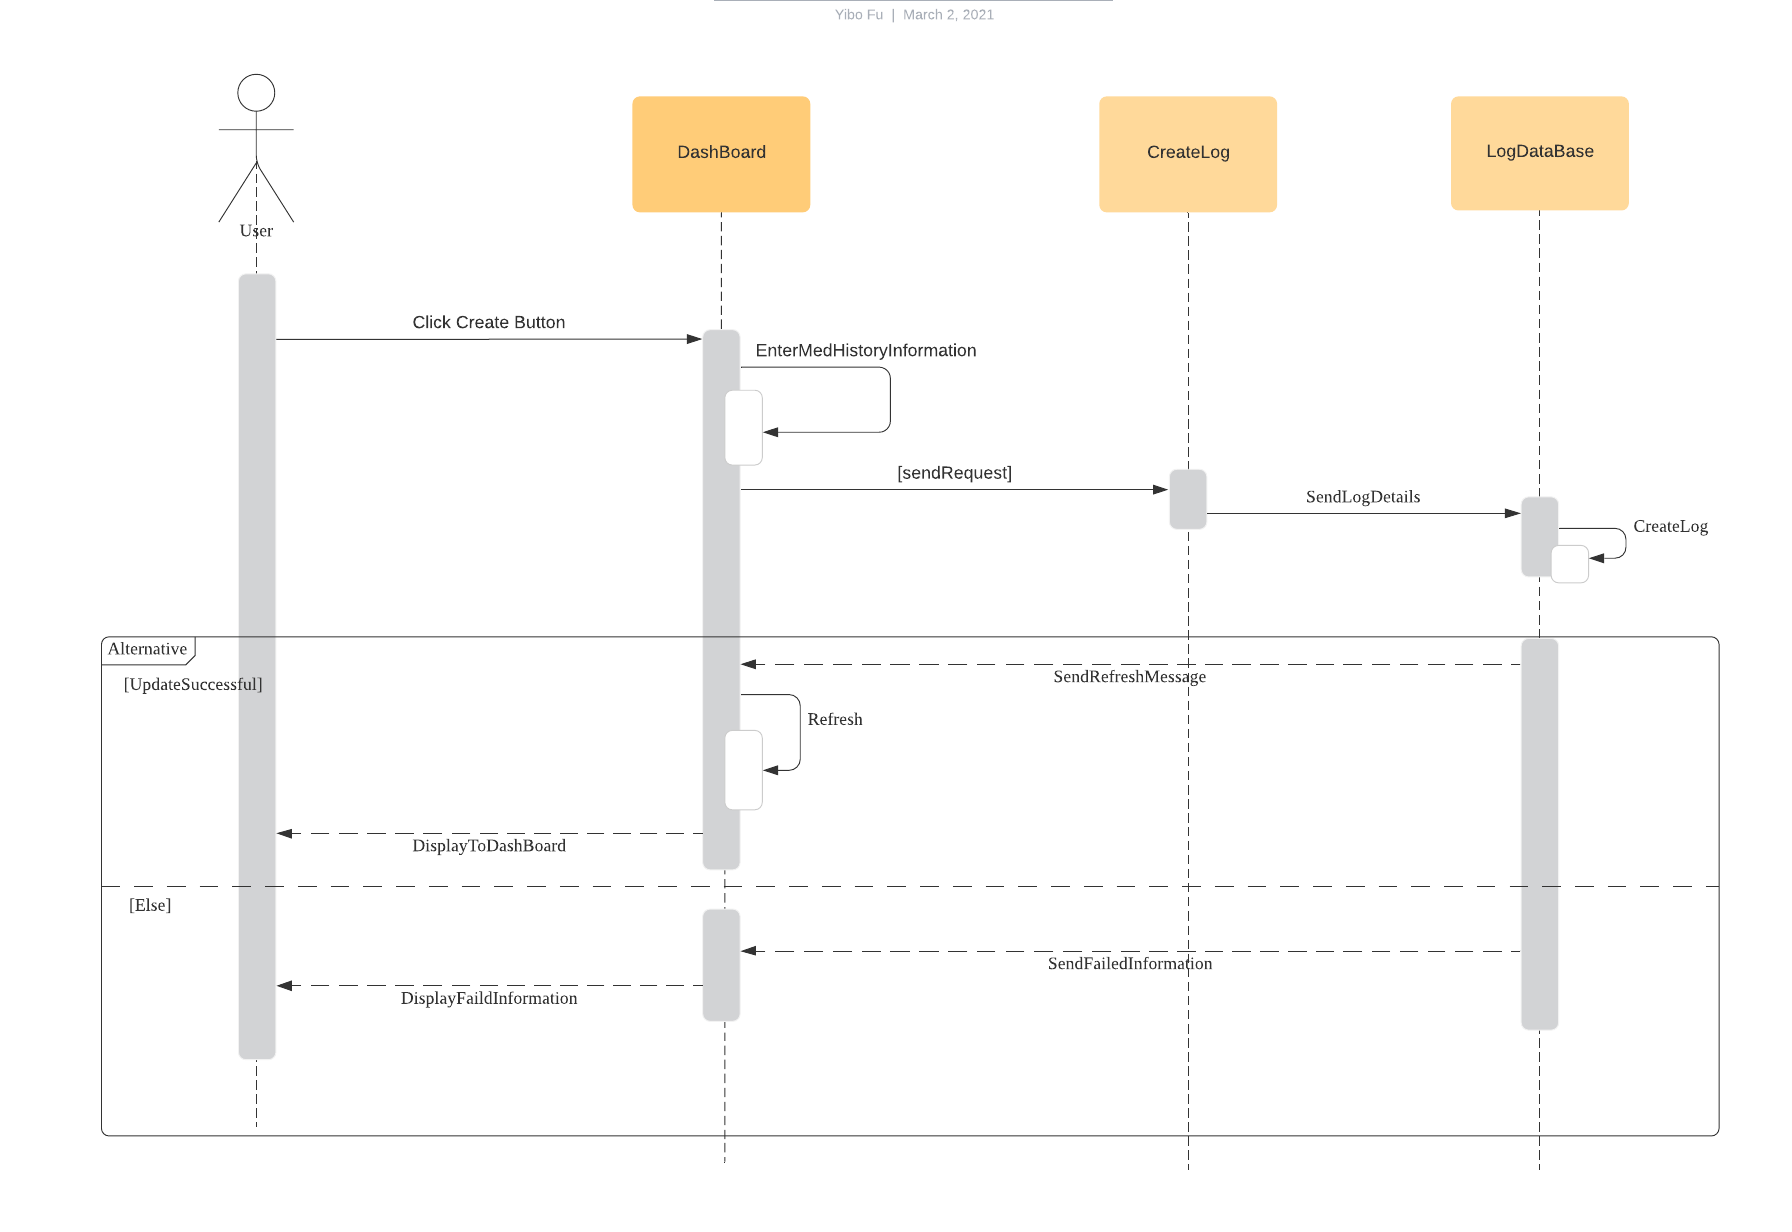 Yibo Fu | March 2, 2021
DashBoard
CreateLog
LogDataBase
User
Click Create Button
EnterMedHistoryInformation
[sendRequest]
SendLogDetails
CreateLog
Alternative
[UpdateSuccessful]
SendRefreshMessage
Refresh
DisplayToDashBoard
[Else]
SendFailedInformation
DisplayFaildInformation